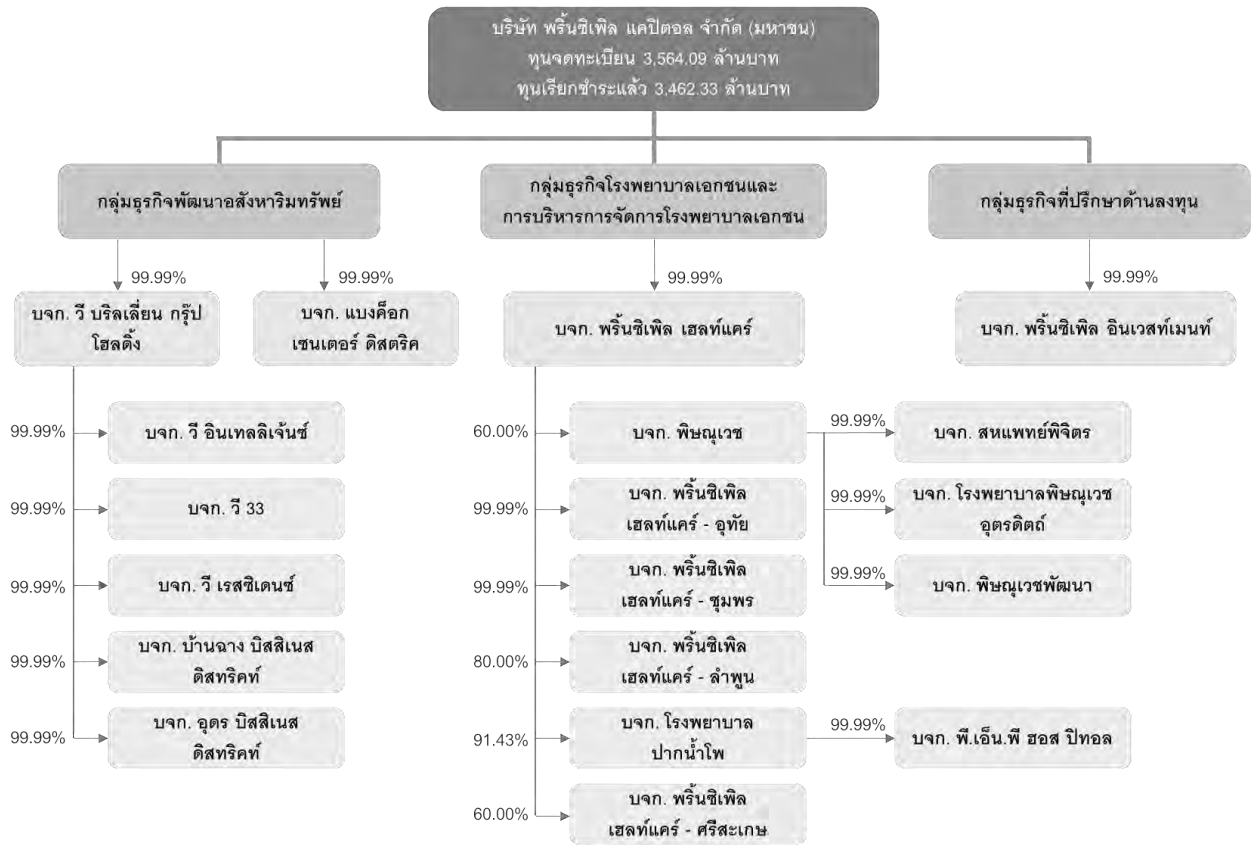 บริษัท พริ้นซิเพิล แคปิตอล จำกัด (มหาชน)
ทุนจดทะเบียน 3,564.09 ล้านบาท
ทุนเรียกชำระแล้ว 3,462.33 ล้านบาท
กลุ่มธุรกิจพัฒนาอสังหาริมทรัพย์
99.99%
99.99%
บจก. วี บริลเลี่ยน กรุ๊ป
โฮลดิ้ง
บจก. แบงค็อก
เซนเตอร์ ดิสตริค
99.99%
บจก. วี อินเทลลิเจ้นซ์
99.99%
บจก. วี 33
99.99%
บจก. วี เรสซิเดนซ์
99.99%
บจก. บ้านฉาง บิสสิเนส
ดิสทริคท์
99.99%
บจก. อุดร บิสสิเนส
ดิสทริคท์
กลุ่มธุรกิจโรงพยาบาลเอกชนและ
การบริหารการจัดการโรงพยาบาลเอกชน
99.99%
บจก. พริ้นซิเพิล เฮลท์แคร์
60.00%
บจก. พิษณุเวช
99.99%
บจก. สหแพทย์พิจิตร
99.99%
บจก. โรงพยาบาลพิษณุเวช
อุตรดิตถ์
99.99%
บจก. พิษณุเวชพัฒนา
99.99%
บจก. พริ้นซิเพิล
เฮลท์แคร์ - อุทัย
99.99%
บจก. พริ้นซิเพิล
เฮลท์แคร์ - ชุมพร
80.00%
บจก. พริ้นซิเพิล
เฮลท์แคร์ - ลำพูน
91.43%
บจก. โรงพยาบาล
ปากน้ำโพ
99.99%
บจก. พี.เอ็น.พี ฮอส ปิทอล
60.00%
บจก. พริ้นซิเพิล
เฮลท์แคร์ - ศรีสะเกษ
กลุ่มธุรกิจที่ปรึกษาด้านลงทุน
99.99%
บจก. พริ้นซิเพิล อินเวสท์เมนท์